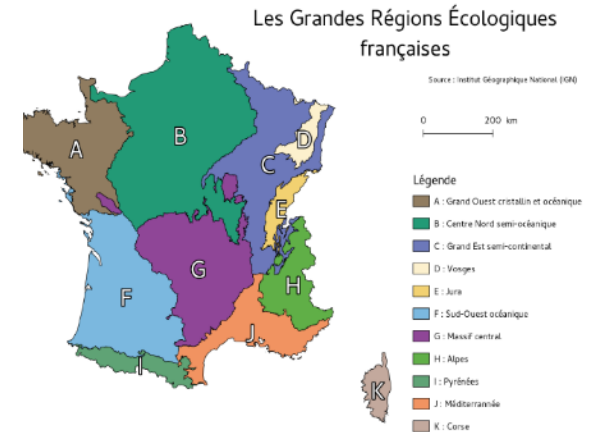 Les Grandes Régions Écologiques
françaises
Source : Institut Géographique National (IGN)
0 200 km
A
B
C
D
E
F
G
H
I
J
K
Légende
A : Grand Ouest cristallin et océanique
B : Centre Nord semi-océanique
C : Grand Est semi-continental
D : Vosges
E : Jura
F : Sud-Ouest océanique
G : Massif central
H : Alpes
I : Pyrénées
J : Méditerrannée
K : Corse